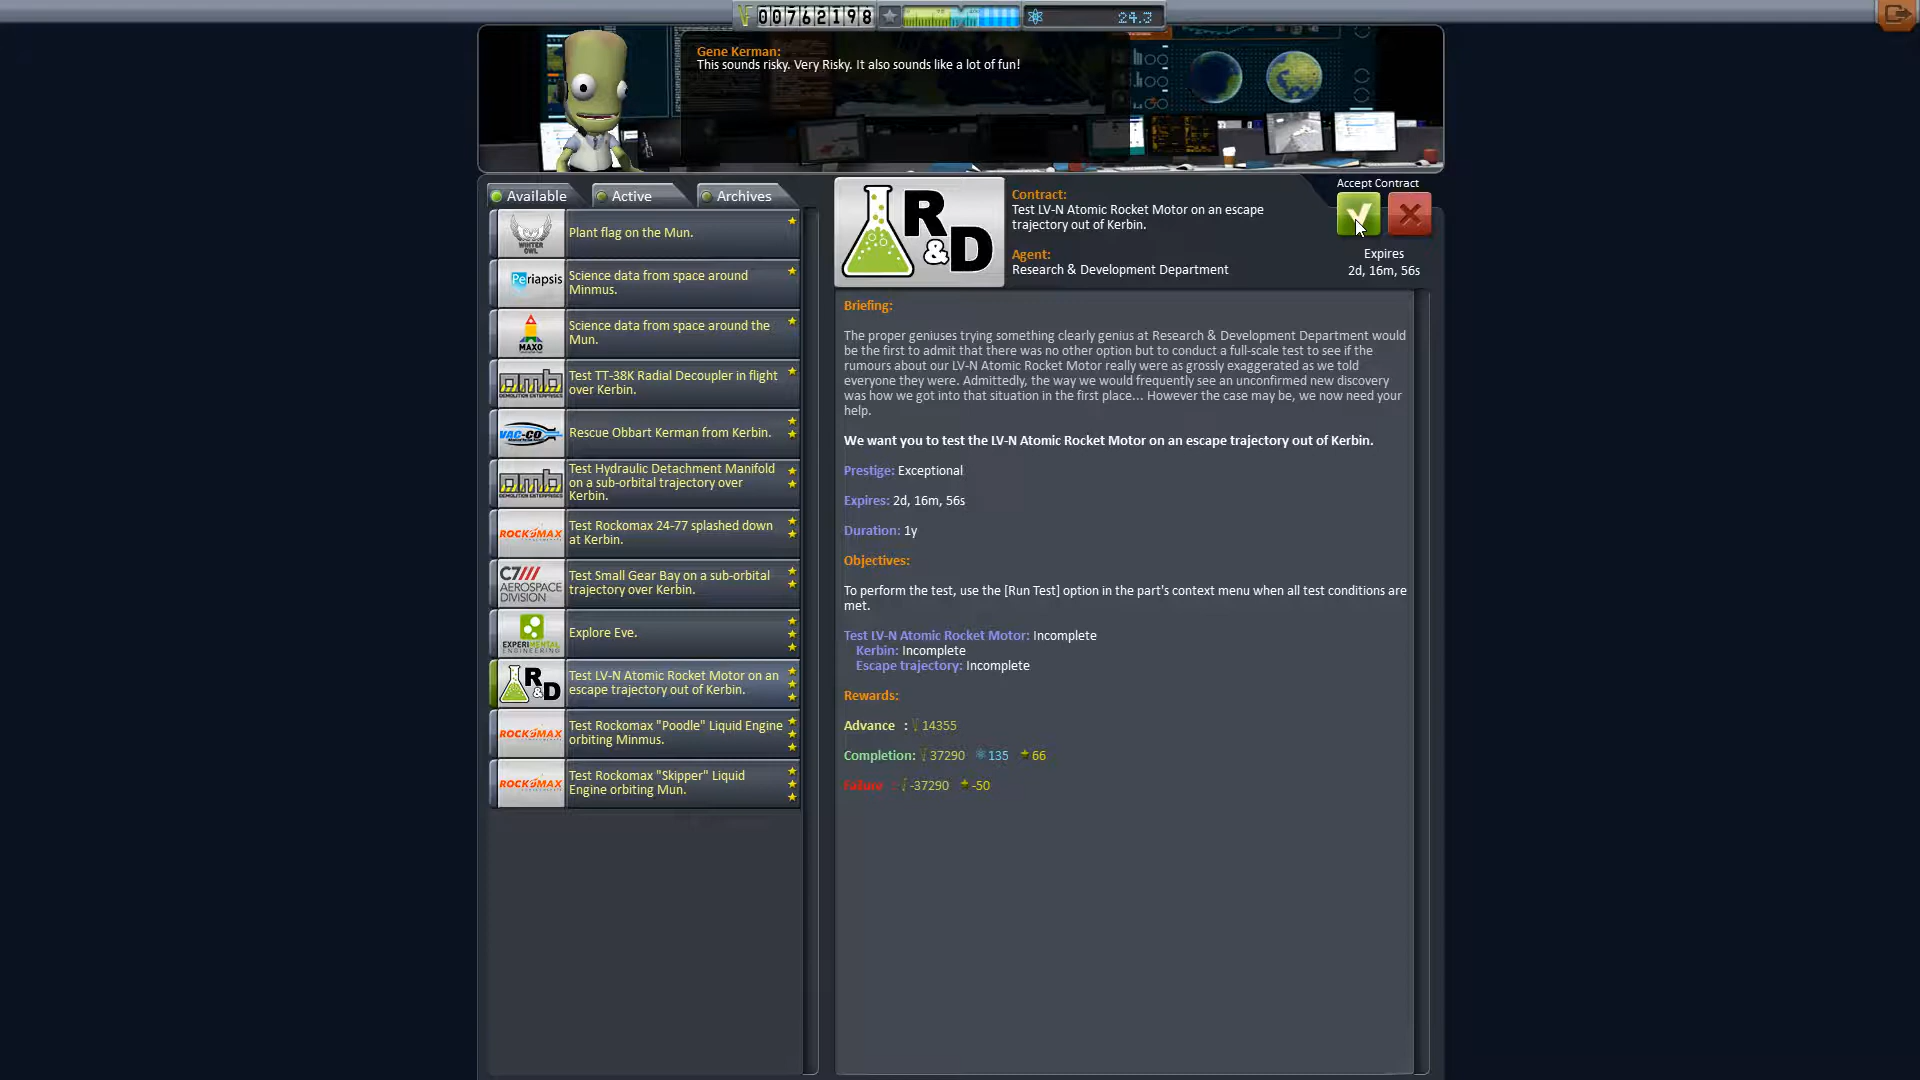 00762198
24.3
Gene Kerman:
This sounds risky. Very Risky. It also sounds like a lot of fun!
Available
Active
Archives
WINTER
OWL
Plant flag on the Mun.
Periapsis
Science data from space around
Minmus.
MAXO
Science data from space around the
Mun.
DEMOLITION ENTERPRISES
Test TT-38K Radial Decoupler in flight
over Kerbin.
VAC-CO
Rescue Obbart Kerman from Kerbin.
DEMOLITION ENTERPRISES
Test Hydraulic Detachment Manifold
on a sub-orbital trajectory over
Kerbin.
ROCKOMAX
Test Rockomax 24-77 splashed down
at Kerbin.
C7///
AEROSPACE
DIVISION
Test Small Gear Bay on a sub-orbital
trajectory over Kerbin.
EXPERIMENTAL
ENGINEERING
Explore Eve.
R&D
Test LV-N Atomic Rocket Motor on an
escape trajectory out of Kerbin.
ROCKOMAX
Test Rockomax "Poodle" Liquid Engine
orbiting Minmus.
ROCKOMAX
Test Rockomax "Skipper" Liquid
Engine orbiting Mun.
R&D
Contract:
Test LV-N Atomic Rocket Motor on an escape
trajectory out of Kerbin.
Agent:
Research & Development Department
Accept Contract
Expires
2d, 16m, 56s
Briefing:
The proper geniuses trying something clearly genius at Research & Development Department would
be the first to admit that there was no other option but to conduct a full-scale test to see if the
rumours about our LV-N Atomic Rocket Motor really were as grossly exaggerated as we told
everyone they were. Admittedly, the way we would frequently see an unconfirmed new discovery
was how we got into that situation in the first place... However the case may be, we now need your
help.
We want you to test the LV-N Atomic Rocket Motor on an escape trajectory out of Kerbin.
Prestige: Exceptional
Expires: 2d, 16m, 56s
Duration: 1y
Objectives:
To perform the test, use the [Run Test] option in the part's context menu when all test conditions are
met.
Test LV-N Atomic Rocket Motor: Incomplete
Kerbin: Incomplete
Escape trajectory: Incomplete
Rewards:
Advance : 14355
Completion: 37290 135 66
Failure : -37290 -50